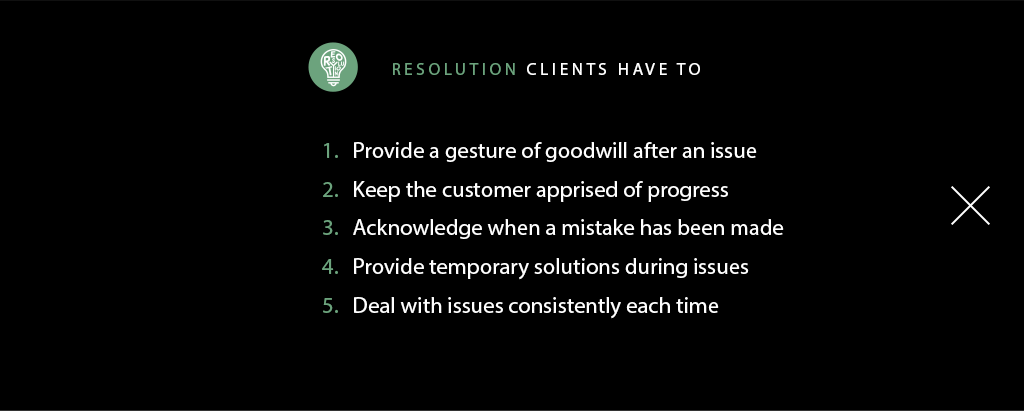 RESOLUTION CLIENTS HAVE TO
1. Provide a gesture of goodwill after an issue
2. Keep the customer apprised of progress
3. Acknowledge when a mistake has been made
4. Provide temporary solutions during issues
5. Deal with issues consistently each time